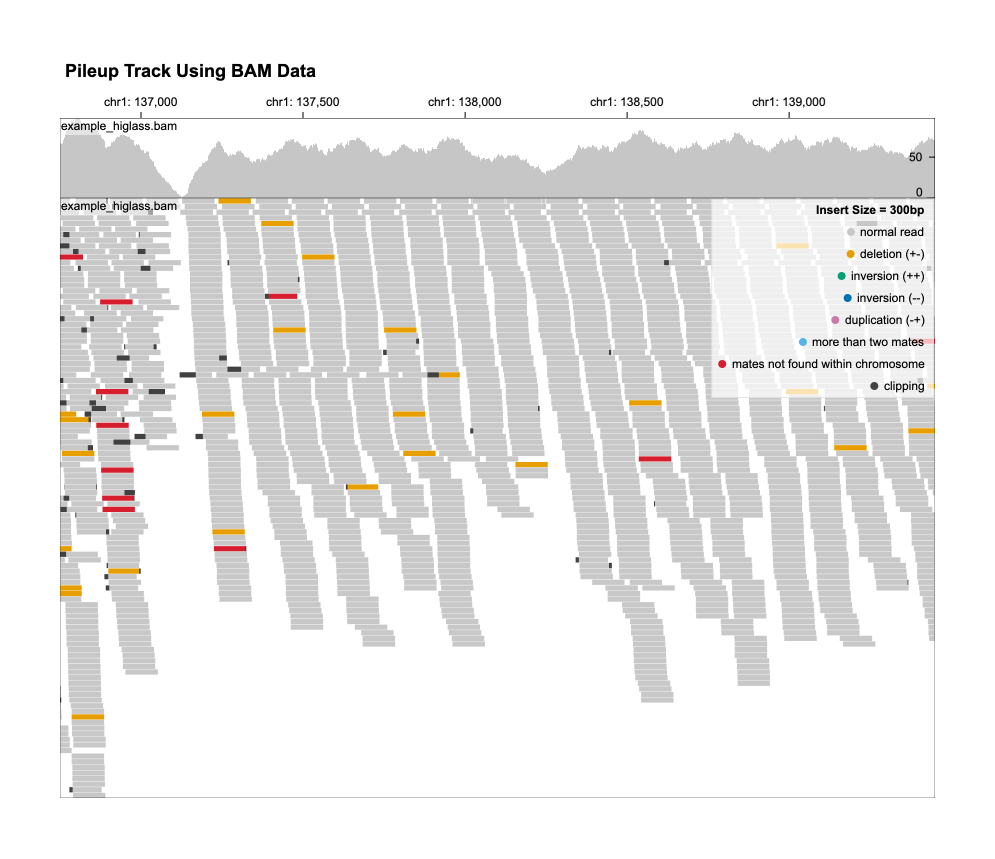 Pileup Track Using BAM Data
chr1: 137,000 chr1: 137,500 chr1: 138,000 chr1: 138,500 chr1: 139,000
example_higlass.bam
50
0
example_higlass.bam
Insert Size = 300bp
normal read
deletion (+-)
inversion (++)
inversion (--)
duplication (-+)
more than two mates
mates not found within chromosome
clipping